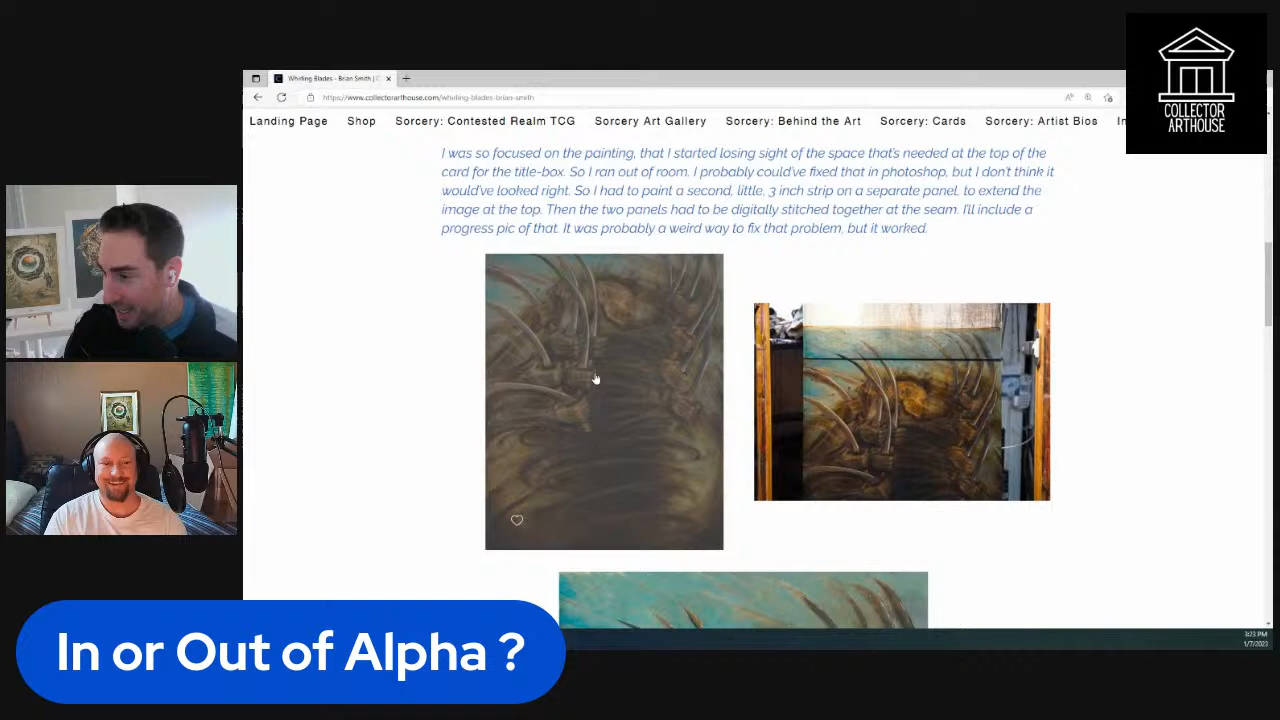 COLLECTOR
ARTHOUSE
Whirling Blades - Brian Smith | C
https://www.collectorarthouse.com/whirling-blades-brian-smith
Landing Page Shop Sorcery: Contested Realm TCG Sorcery Art Gallery Sorcery: Behind the Art Sorcery: Cards Sorcery: Artist Bios In
I was so focused on the painting, that I started losing sight of the space that's needed at the top of the
card for the title-box. So I ran out of room. I probably could've fixed that in photoshop, but I don't think it
would've looked right. So I had to paint a second, little, 3 inch strip on a separate panel, to extend the
image at the top. Then the two panels had to be digitally stitched together at the seam. I'll include a
progress pic of that. It was probably a weird way to fix that problem, but it worked.
In or Out of Alpha ?
3:23 PM
1/7/2023